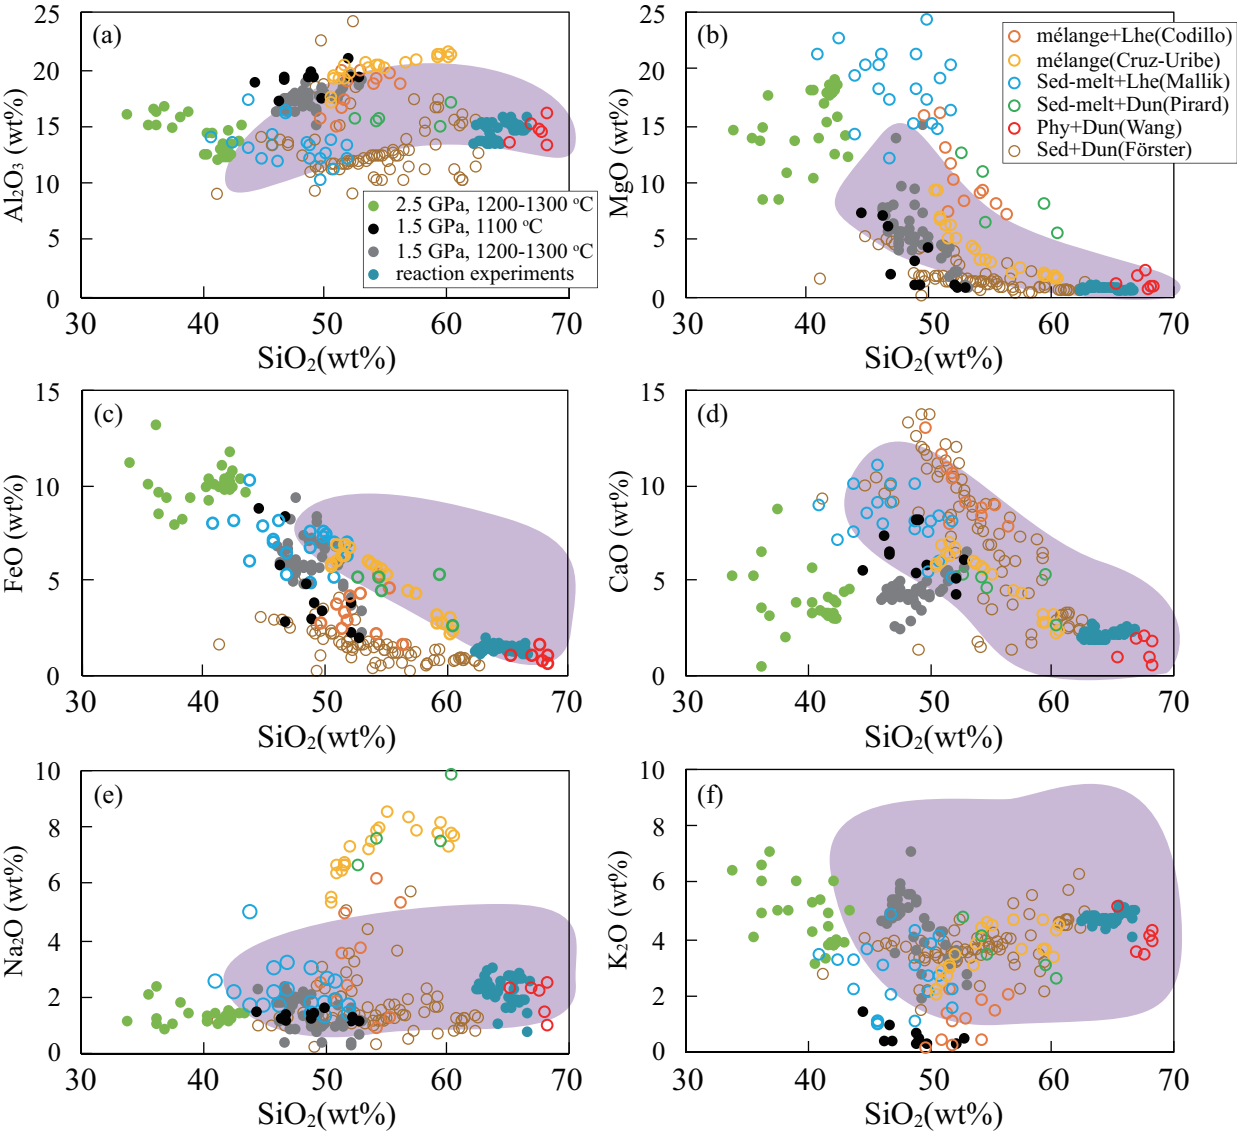 (a)
Al₂O₃ (wt%)
25
20
15
10
5
0
30 40 50 60 70
SiO₂(wt%)
2.5 GPa, 1200-1300 °C
1.5 GPa, 1100 °C
1.5 GPa, 1200-1300 °C
reaction experiments
(b)
MgO (wt%)
25
20
15
10
5
0
30 40 50 60 70
SiO₂(wt%)
mélange+Lhe(Codillo)
mélange(Cruz-Uribe)
Sed-melt+Lhe(Mallik)
Sed-melt+Dun(Pirard)
Phy+Dun(Wang)
Sed+Dun(Förster)
(c)
FeO (wt%)
15
10
5
0
30 40 50 60 70
SiO₂(wt%)
(d)
CaO (wt%)
15
10
5
0
30 40 50 60 70
SiO₂(wt%)
(e)
Na₂O (wt%)
10
8
6
4
2
0
30 40 50 60 70
SiO₂(wt%)
(f)
K₂O (wt%)
10
8
6
4
2
0
30 40 50 60 70
SiO₂(wt%)